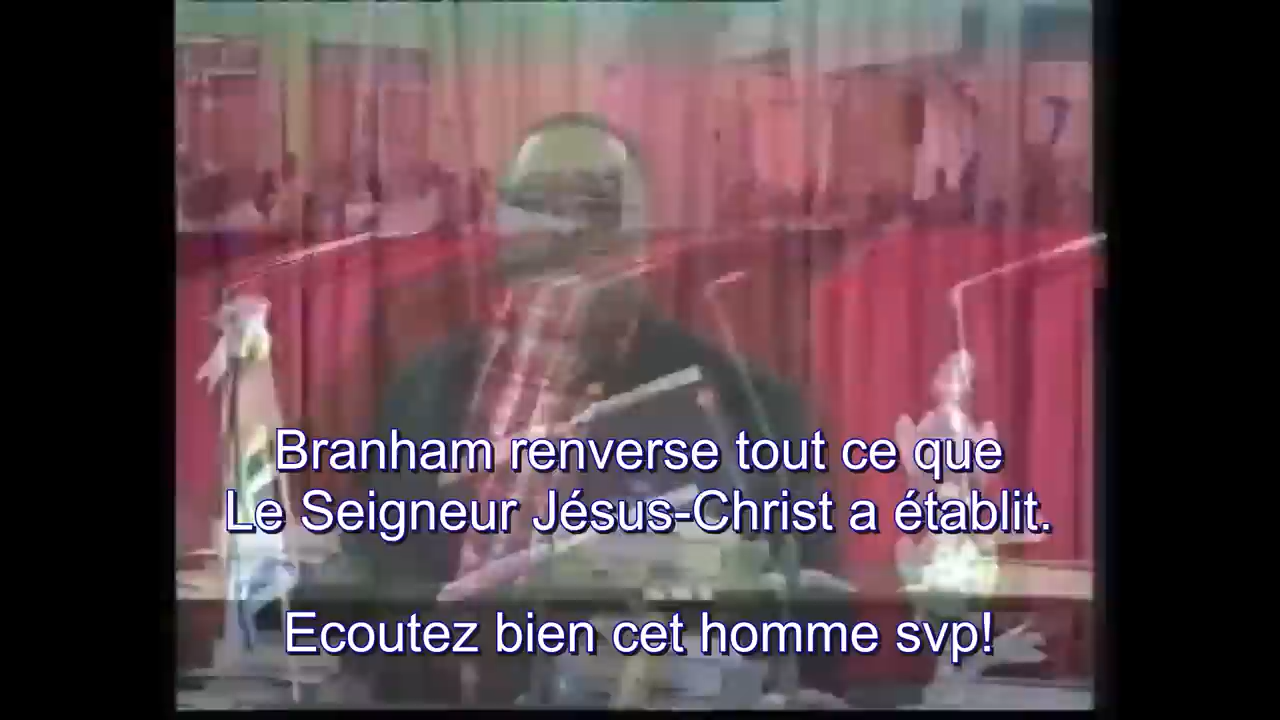 Branham renverse tout ce que
Le Seigneur Jésus-Christ a établit.
Ecoutez bien cet homme svp!